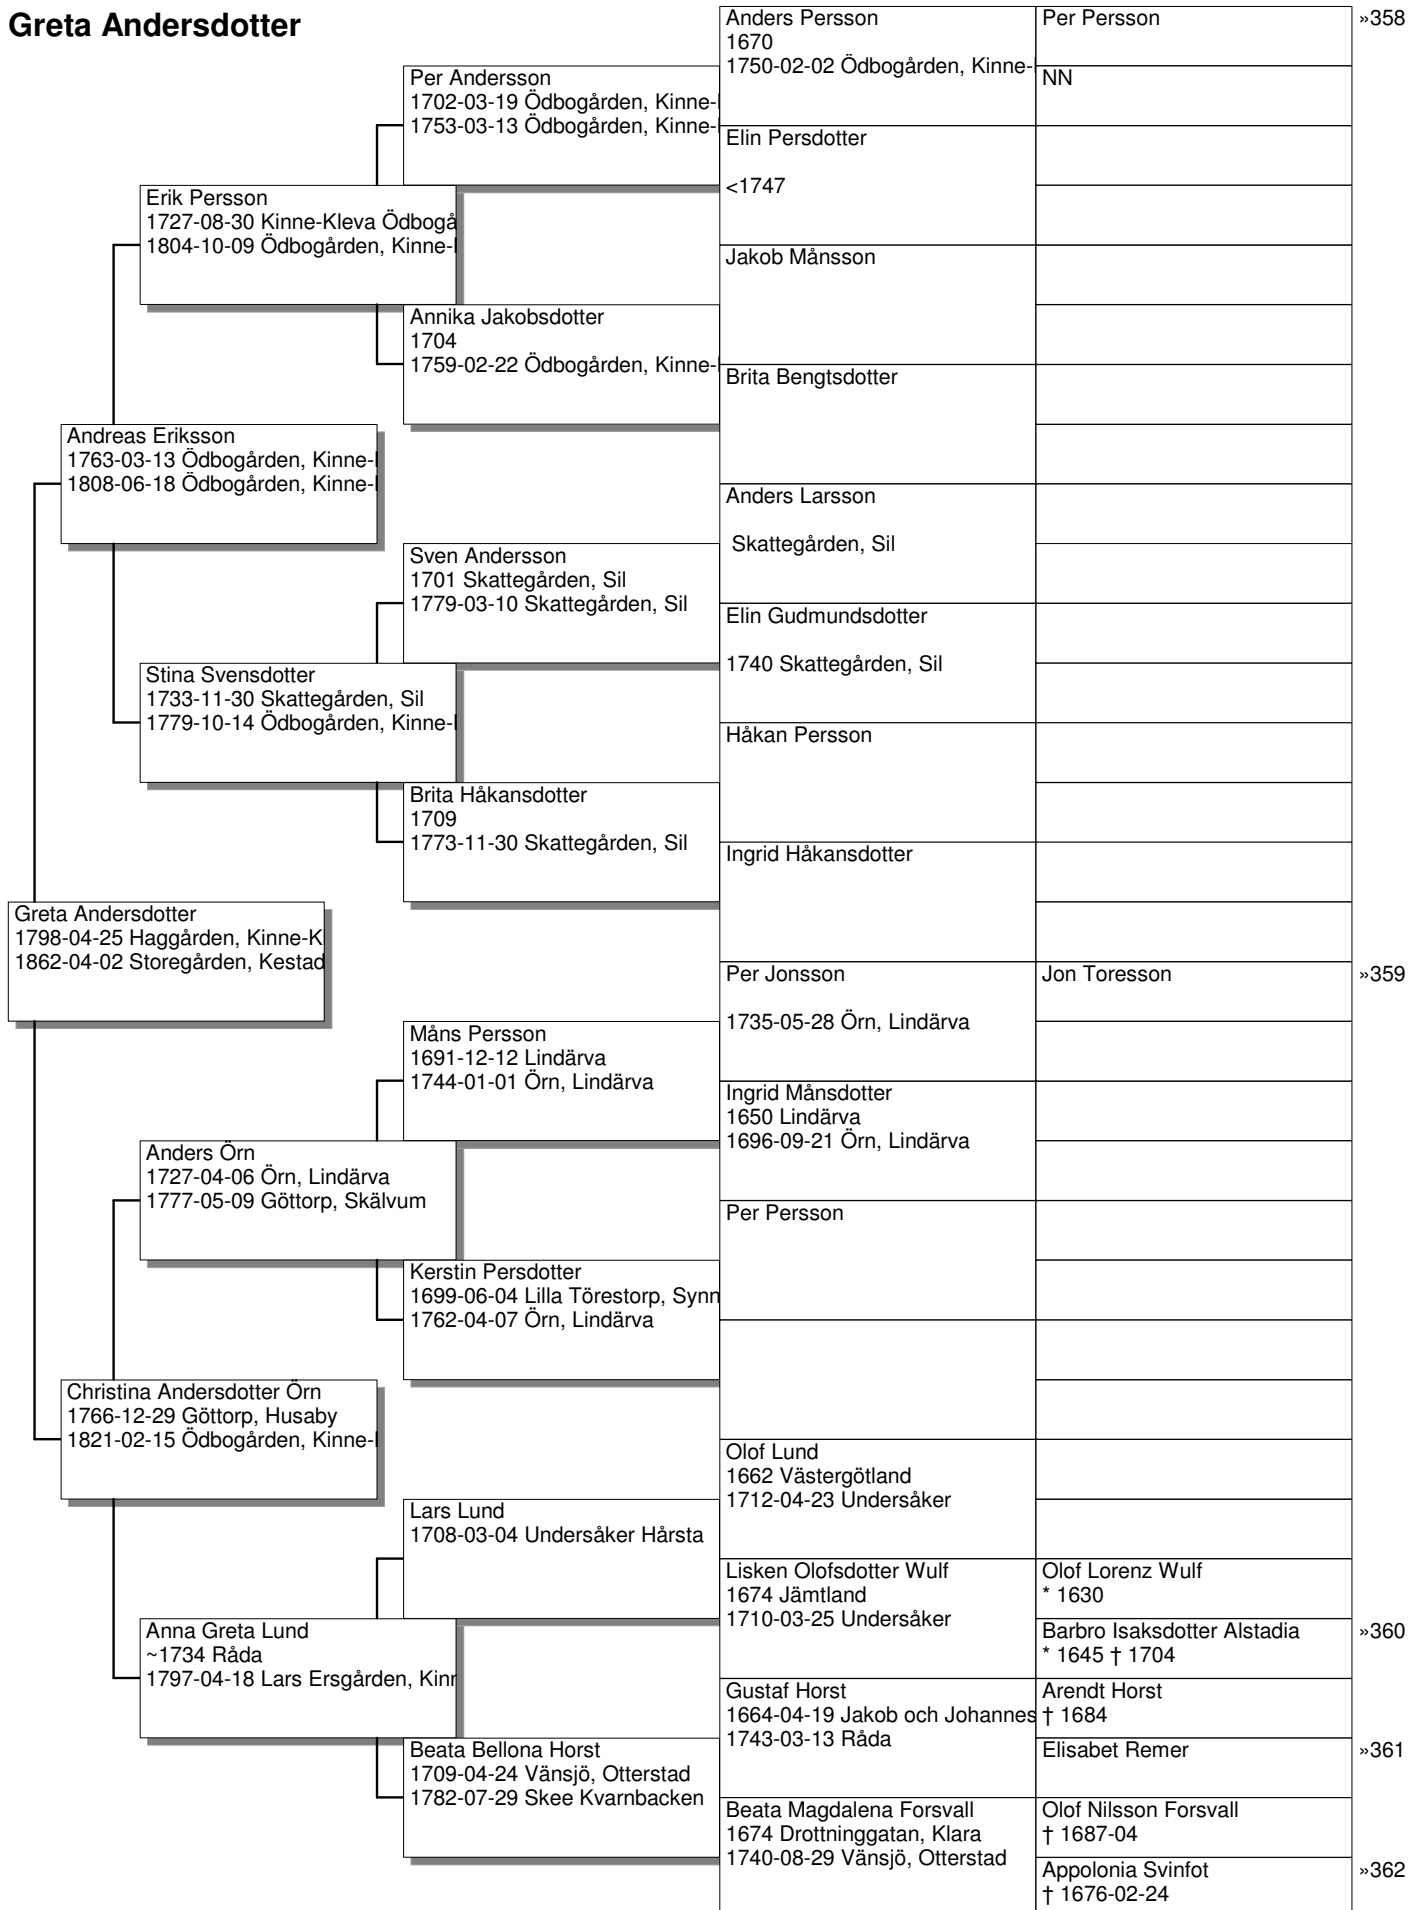 Greta Andersdotter
Greta Andersdotter
1798-04-25 Haggården, Kinne-K
1862-04-02 Storegården, Kestad
Andreas Eriksson
1763-03-13 Ödbogården, Kinne-
1808-06-18 Ödbogården, Kinne-
Christina Andersdotter Örn
1766-12-29 Göttorp, Husaby
1821-02-15 Ödbogården, Kinne-
Erik Persson
1727-08-30 Kinne-Kleva Ödbogå
1804-10-09 Ödbogården, Kinne-
Stina Svensdotter
1733-11-30 Skattegården, Sil
1779-10-14 Ödbogården, Kinne-
Anders Örn
1727-04-06 Örn, Lindärva
1777-05-09 Göttorp, Skälvum
Anna Greta Lund
~1734 Råda
1797-04-18 Lars Ersgården, Kinn
Per Andersson
1702-03-19 Ödbogården, Kinne-
1753-03-13 Ödbogården, Kinne-
Annika Jakobsdotter
1704
1759-02-22 Ödbogården, Kinne-
Sven Andersson
1701 Skattegården, Sil
1779-03-10 Skattegården, Sil
Brita Håkansdotter
1709
1773-11-30 Skattegården, Sil
Måns Persson
1691-12-12 Lindärva
1744-01-01 Örn, Lindärva
Kerstin Persdotter
1699-06-04 Lilla Törestorp, Synn
1762-04-07 Örn, Lindärva
Lars Lund
1708-03-04 Undersåker Hårsta
Beata Bellona Horst
1709-04-24 Vänsjö, Otterstad
1782-07-29 Skee Kvarnbacken
Anders Persson
1670
1750-02-02 Ödbogården, Kinne-
Elin Persdotter
<1747
Jakob Månsson
Brita Bengtsdotter
Anders Larsson
Skattegården, Sil
Elin Gudmundsdotter
1740 Skattegården, Sil
Håkan Persson
Ingrid Håkansdotter
Per Jonsson
1735-05-28 Örn, Lindärva
Ingrid Månsdotter
1650 Lindärva
1696-09-21 Örn, Lindärva
Per Persson
Olof Lund
1662 Västergötland
1712-04-23 Undersåker
Lisken Olofsdotter Wulf
1674 Jämtland
1710-03-25 Undersåker
Gustaf Horst
1664-04-19 Jakob och Johannes
1743-03-13 Råda
Beata Magdalena Forsvall
1674 Drottninggatan, Klara
1740-08-29 Vänsjö, Otterstad
Per Persson
»358
NN
Jon Toresson
»359
Olof Lorenz Wulf
* 1630
Barbro Isaksdotter Alstadia
»360
* 1645 † 1704
Arendt Horst
† 1684
Elisabet Remer
»361
Olof Nilsson Forsvall
† 1687-04
Appolonia Svinfot
»362
† 1676-02-24